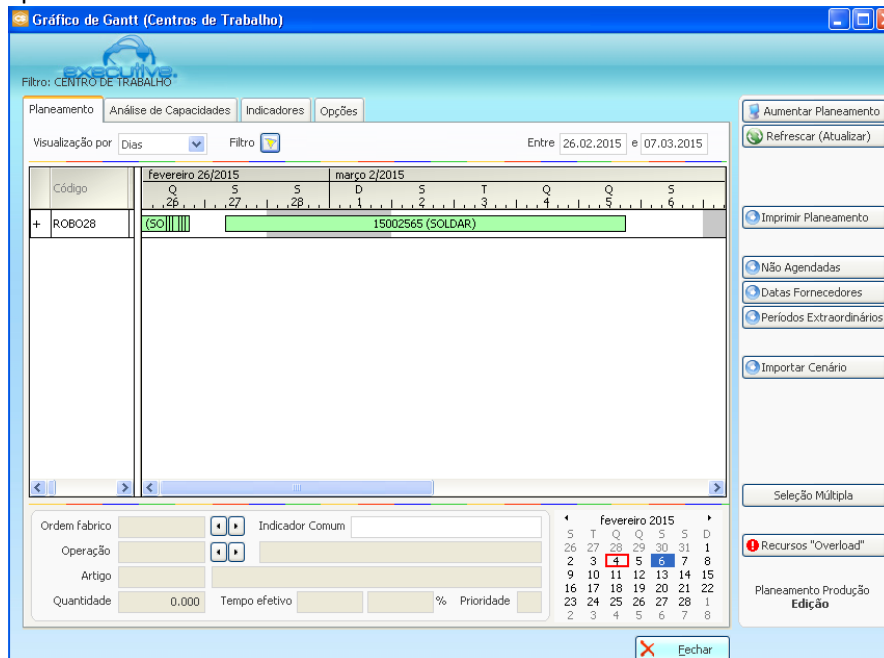 Gráfico de Gantt (Centros de Trabalho)
executive.
Filtro: CENTRO DE TRABALHO
Planeamento Análise de Capacidades Indicadores Opções
Visualização por Dias Filtro Entre 26.02.2015 e 07.03.2015
Código fevereiro 26/2015 março 2/2015
Q S S D S T Q Q S
26 27 28 1 2 3 4 5 6
+ ROBO28 (SO 15002565 (SOLDAR)
Ordem fabrico Indicador Comum
Operação
Artigo
Quantidade 0.000 Tempo efetivo % Prioridade
fevereiro 2015
S T Q Q S S D
26 27 28 29 30 31 1
2 3 4 5 6 7 8
9 10 11 12 13 14 15
16 17 18 19 20 21 22
23 24 25 26 27 28 1
2 3 4 5 6 7 8
Aumentar Planeamento
Refrescar (Atualizar)
Imprimir Planeamento
Não Agendadas
Datas Fornecedores
Períodos Extraordinários
Importar Cenário
Seleção Múltipla
Recursos "Overload"
Planeamento Produção
Edição
Fechar